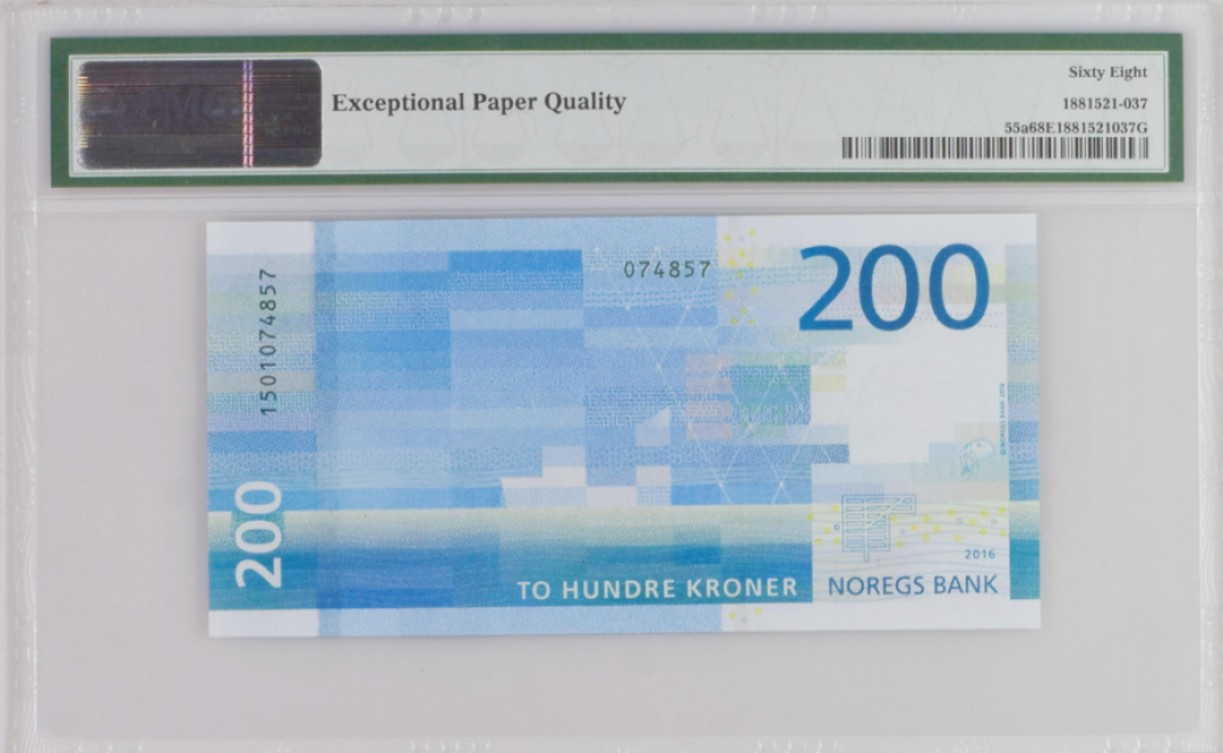 Exceptional Paper Quality
Sixty Eight
1881521-037
55a68E1881521037G
1501074857
074857
200
200
2016
TO HUNDRE KRONER
NOREGS BANK